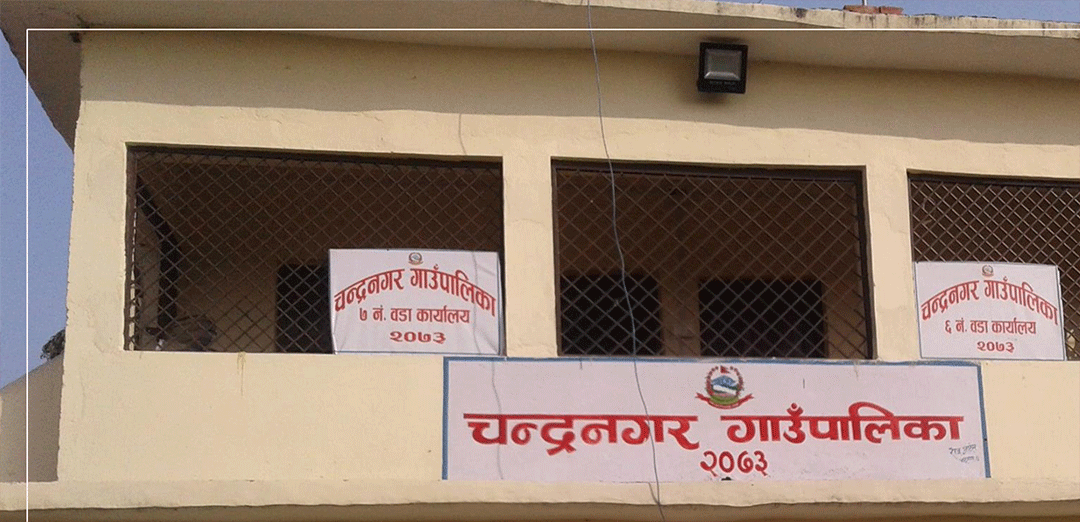 चन्द्रनगर गाउँपालिका
७ नं. वडा कार्यालय
२०७३
चन्द्रनगर गाउँपालिका
६ नं. वडा कार्यालय
२०७३
चन्द्रनगर गाउँपालिका
२०७३